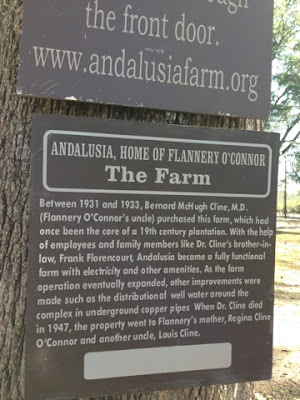 the front door.
www.andalusiafarm.org
ANDALUSIA, HOME OF FLANNERY O'CONNOR
The Farm
Between 1931 and 1933, Bernard McHugh Cline, M.D.
(Flannery O'Connor's uncle) purchased this farm, which had
once been the core of a 19th century plantation. With the help
of employees and family members like Dr. Cline's brother-in-
law, Frank Florencourt, Andalusia became a fully functional
farm with electricity and other amenities. As the farm
operation eventually expanded, other improvements were
made such as the distribution of well water around the
complex in underground copper pipes When Dr. Cline died
in 1947, the property went to Flannery's mother, Regina Cline
O'Connor and another uncle, Louis Cline.